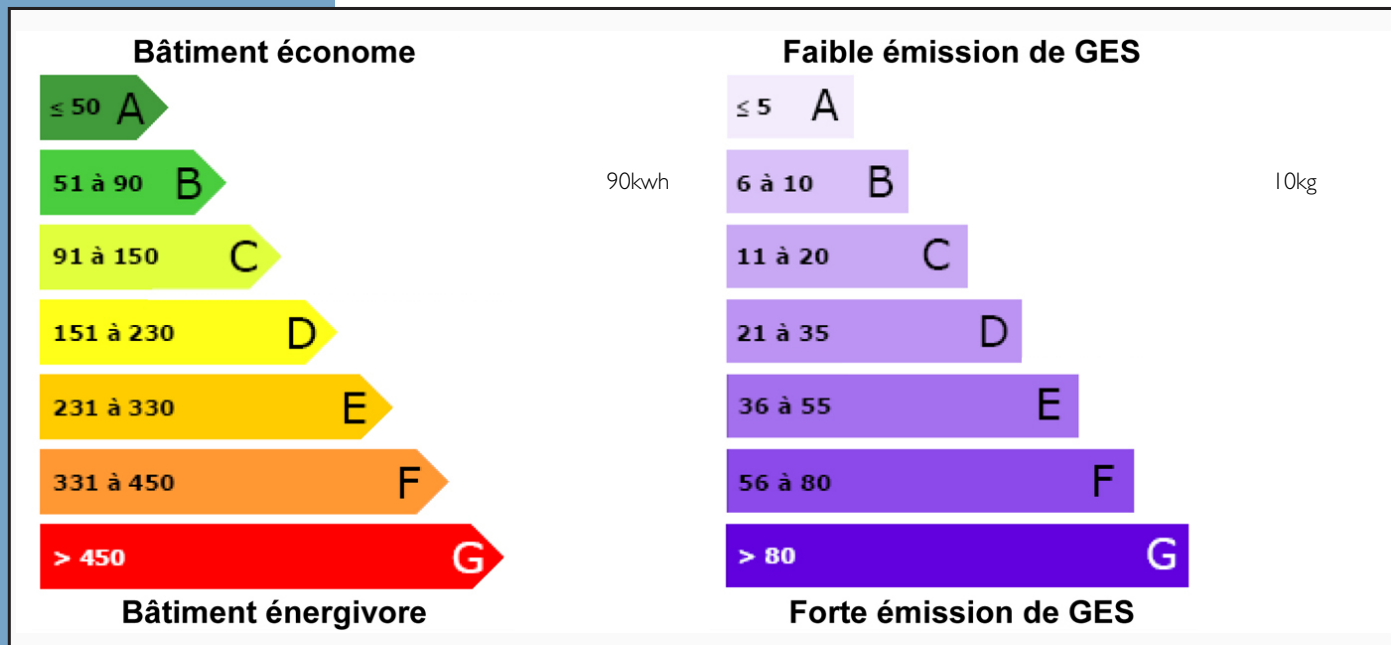 Bâtiment économe
≤ 50 A
51 à 90 B
90kwh
91 à 150 C
151 à 230 D
231 à 330 E
331 à 450 F
> 450 G
Bâtiment énergivore
Faible émission de GES
≤ 5 A
6 à 10 B
10kg
11 à 20 C
21 à 35 D
36 à 55 E
56 à 80 F
> 80 G
Forte émission de GES